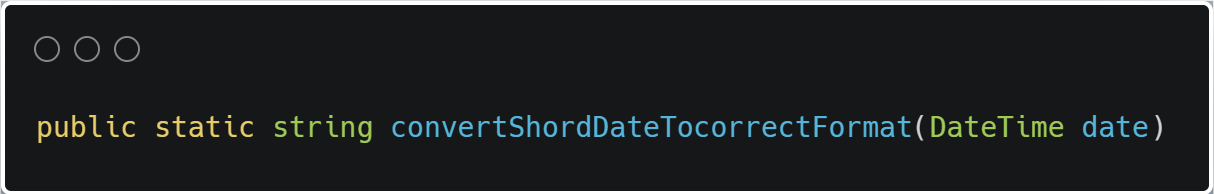 public static string convertShordDateTocorrectFormat(DateTime date)